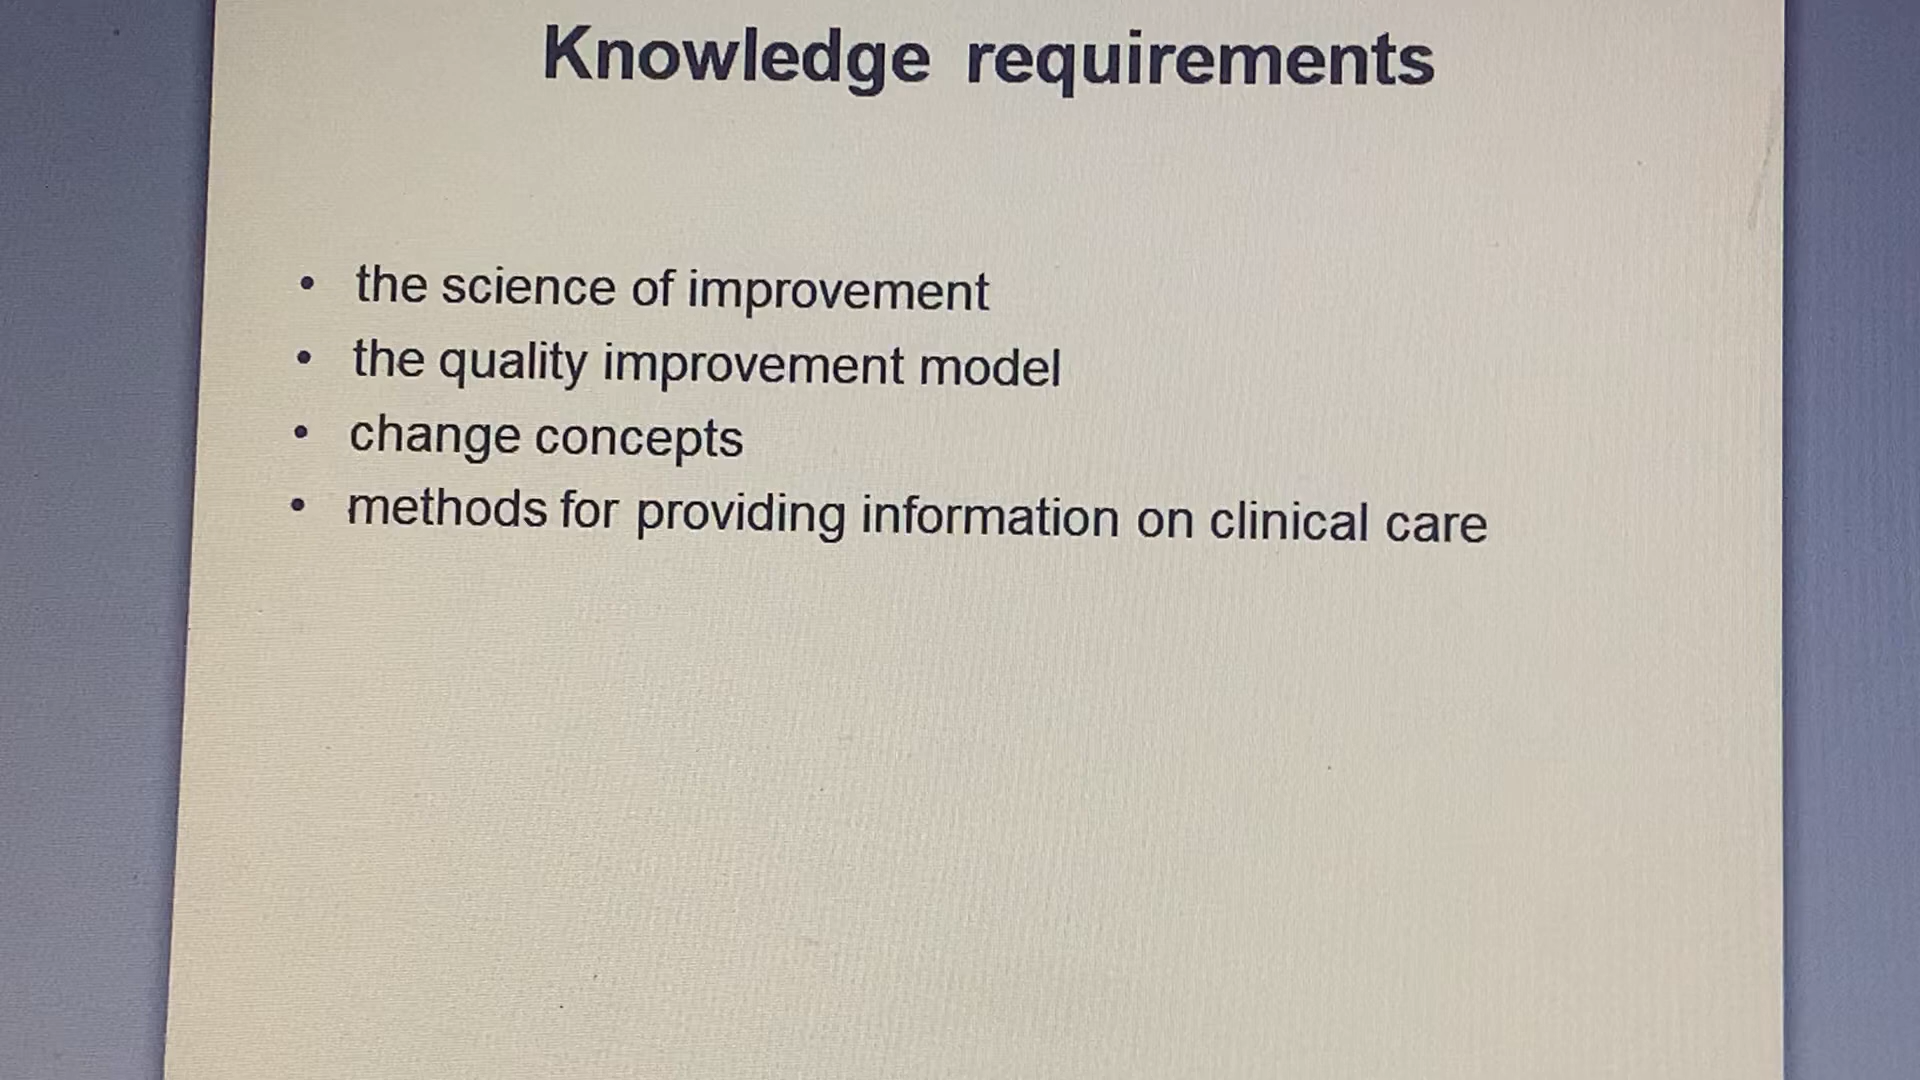 Knowledge requirements
• the science of improvement
• the quality improvement model
• change concepts
• methods for providing information on clinical care